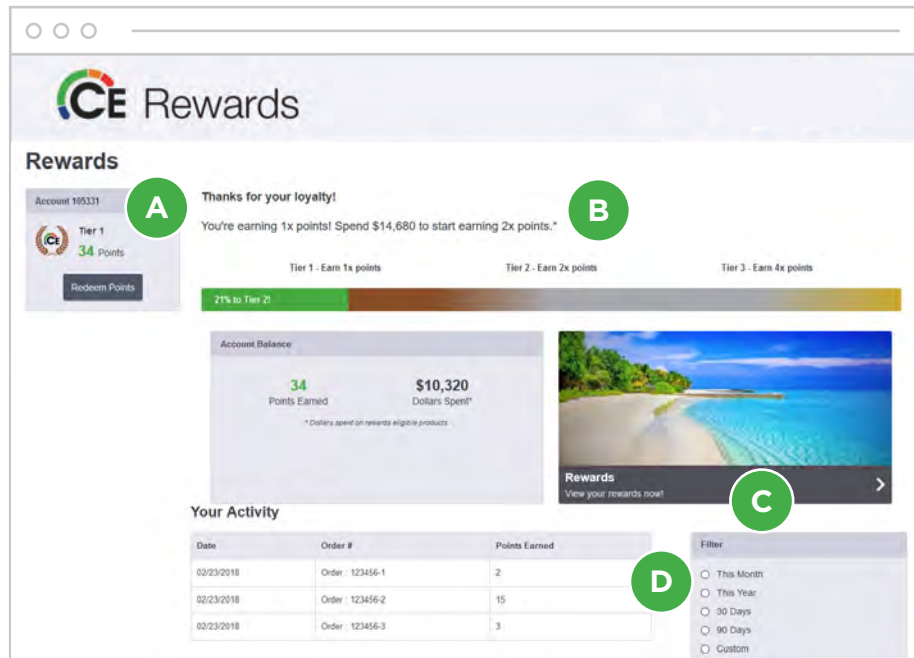 CE Rewards
Rewards
Account 105331
A
CE
Tier 1
34 Points
Redeem Points
Thanks for your loyalty!
B
You're earning 1x points! Spend $14,680 to start earning 2x points.*
Tier 1 - Earn 1x points
Tier 2 - Earn 2x points
Tier 3 - Earn 4x points
21% to Tier 2!
Account Balance
34
$10,320
Points Earned
Dollars Spent*
* Dollars spent on rewards eligible products
Rewards
View your rewards now!
C
Your Activity
Date Order # Points Earned
02/23/2018 Order : 123456-1 2
02/23/2018 Order : 123456-2 15
02/23/2018 Order : 123456-3 3
D
Filter
This Month
This Year
30 Days
90 Days
Custom